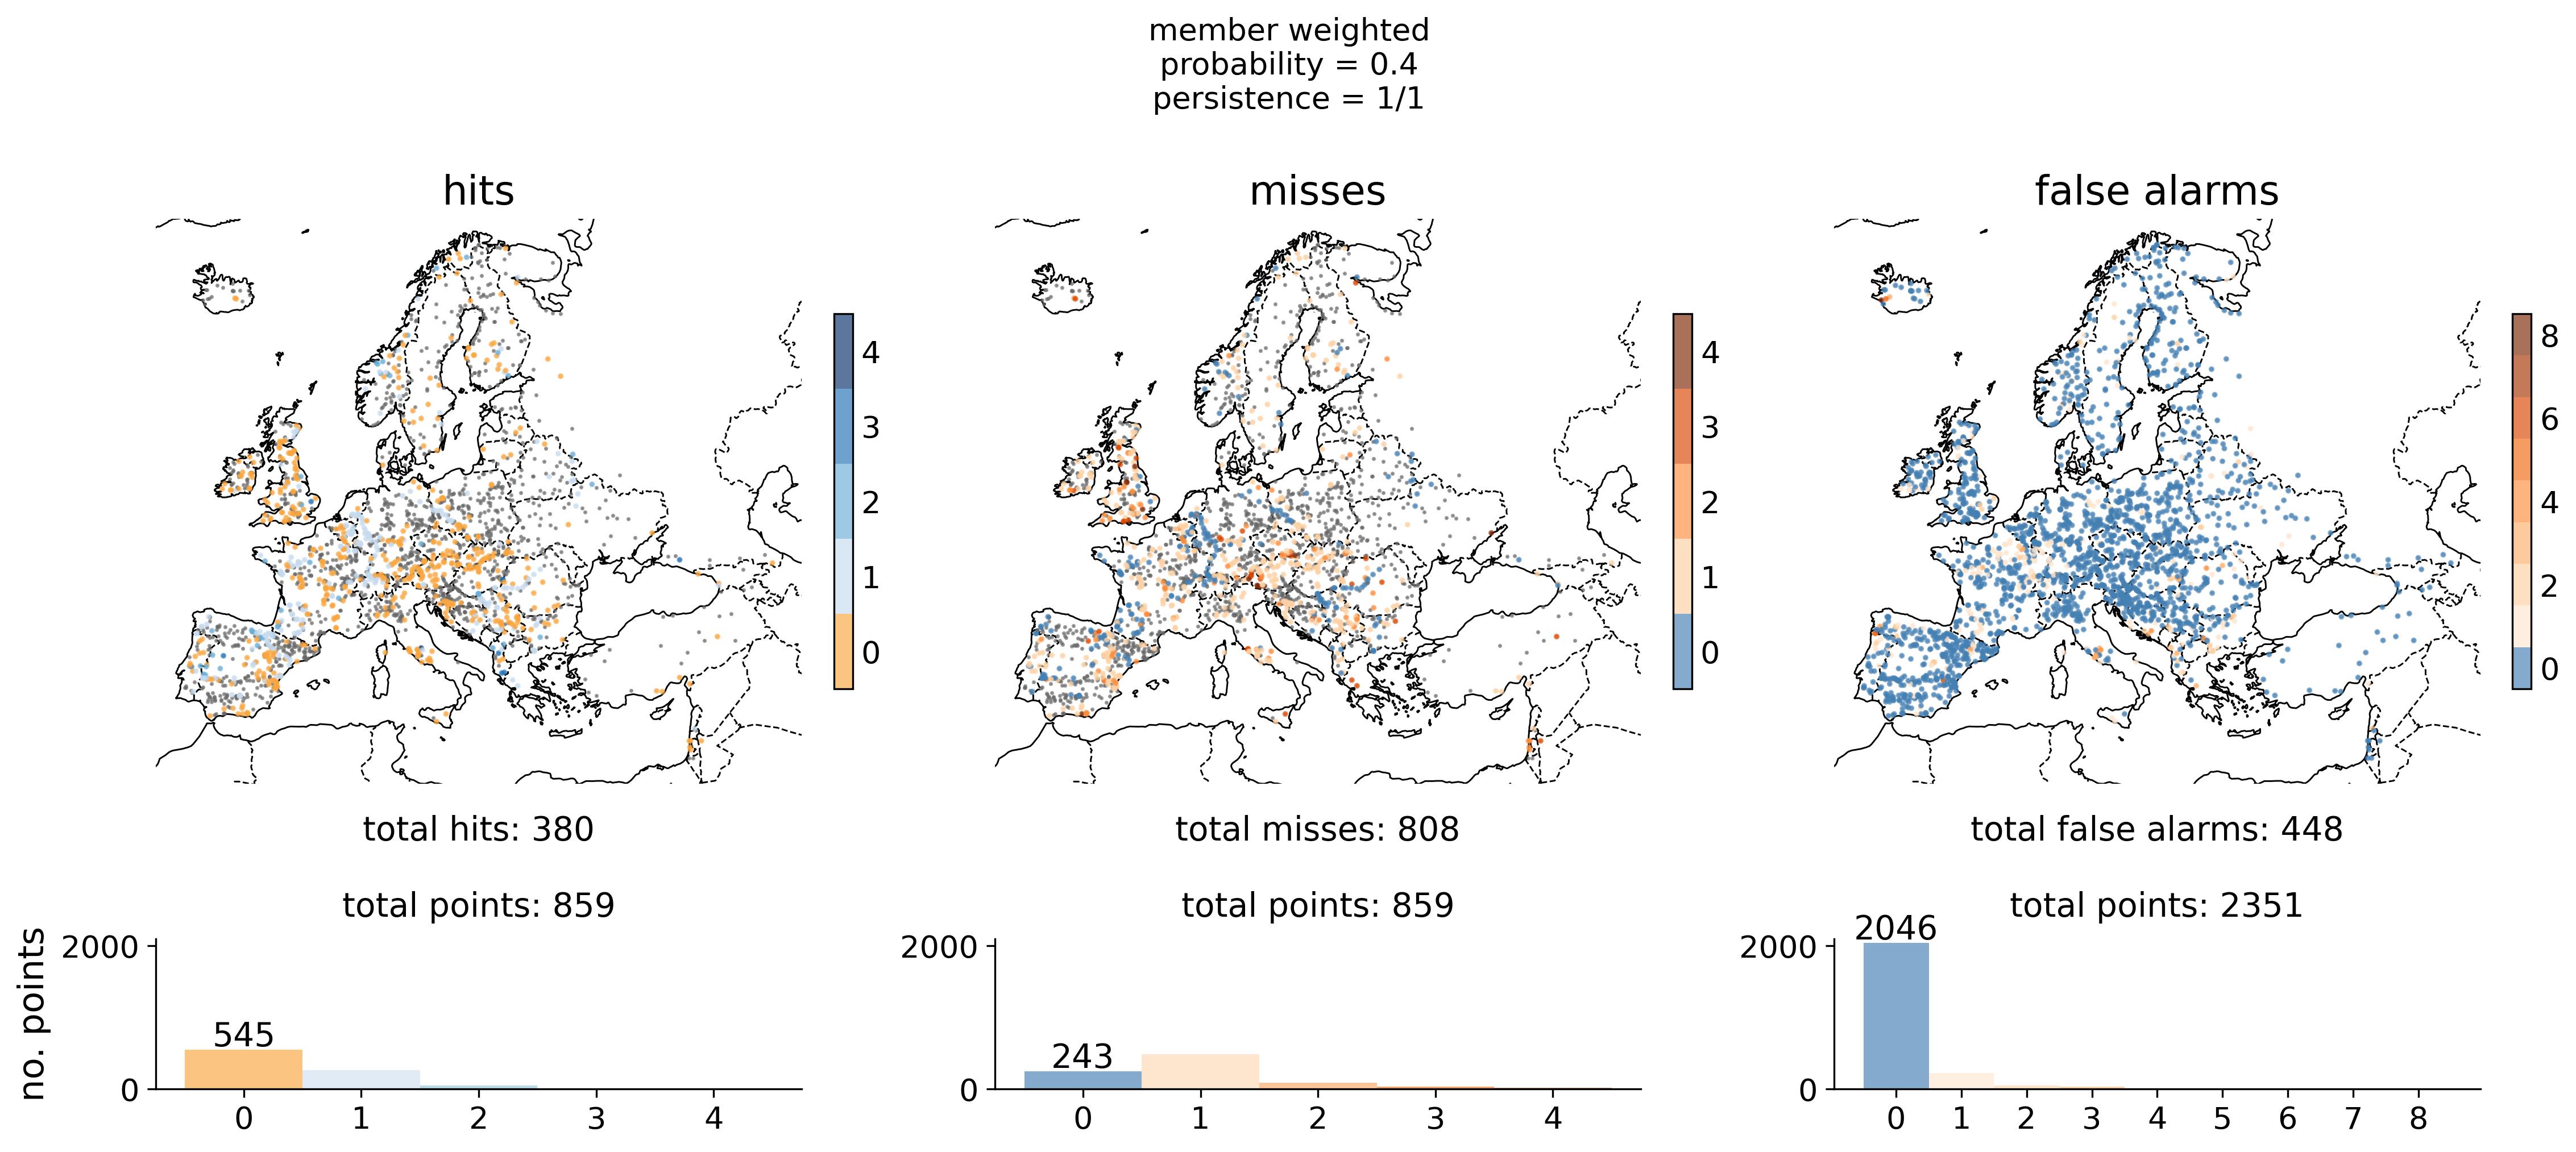 member weighted
probability = 0.4
persistence = 1/1
hits
misses
false alarms
4
3
2
1
0
4
3
2
1
0
8
6
4
2
0
total hits: 380
total misses: 808
total false alarms: 448
total points: 859
total points: 859
total points: 2351
no. points
2000
0
545
0 1 2 3 4
2000
0
243
0 1 2 3 4
2000
0
2046
0 1 2 3 4 5 6 7 8